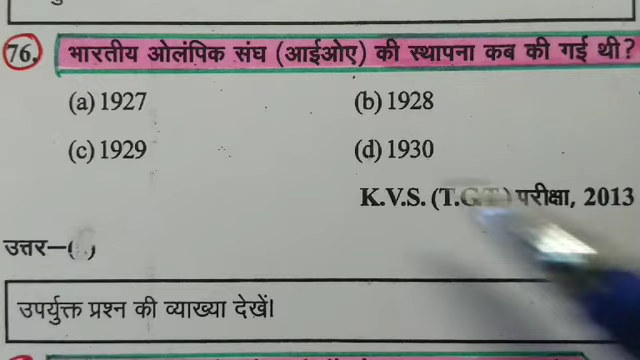 76. भारतीय ओलंपिक संघ (आईओए) की स्थापना कब की गई थी?
(a) 1927 (b) 1928
(c) 1929 (d) 1930
K.V.S. (T.G.T.) परीक्षा, 2013
उत्तर—( )
उपर्युक्त प्रश्न की व्याख्या देखें।